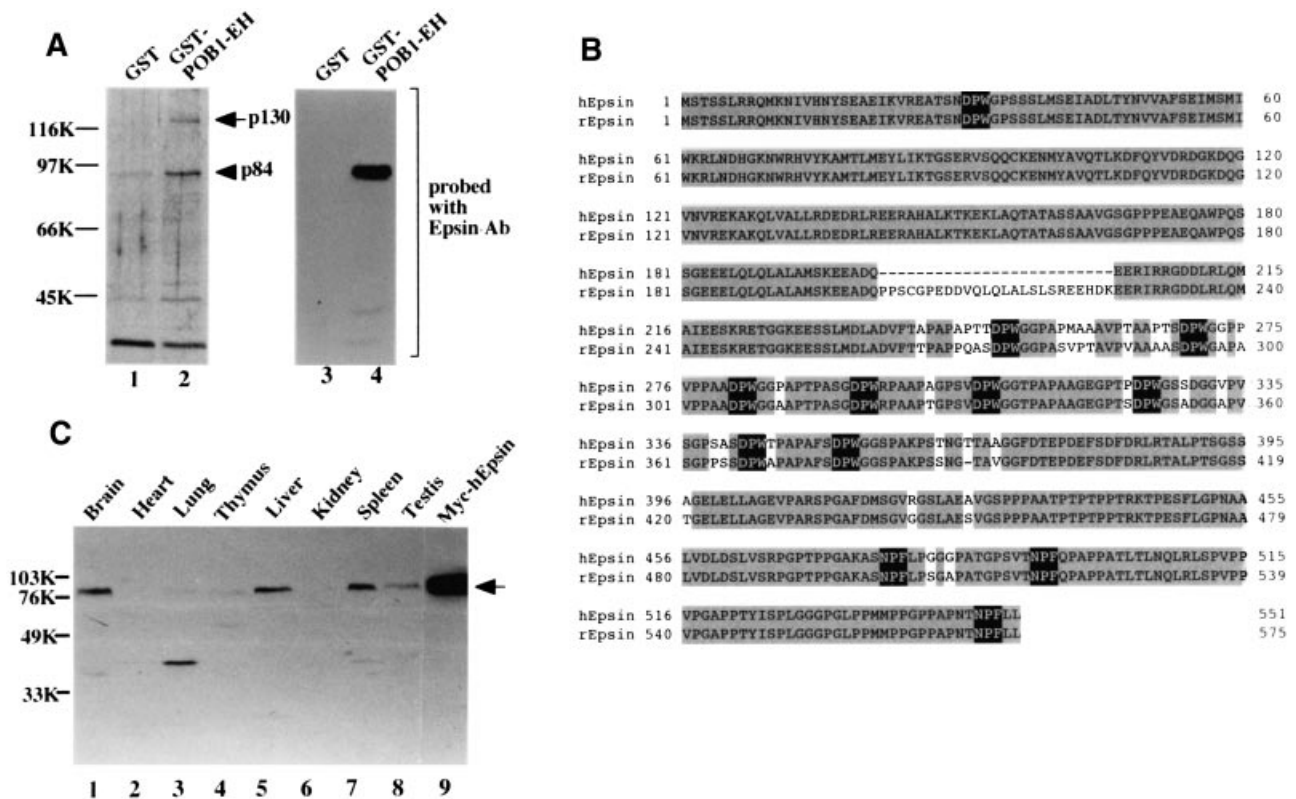 A
GST
GST-
POB1-EH
GST
GST-
POB1-EH
116K
97K
66K
45K
p130
p84
probed
with
Epsin Ab
1 2 3 4
B
hEpsin 1 MSTSSLRRQMKNIVHNYSEAEIKVREATSNDPWGPSSSLMSEIADLTYNVVAFSEIMSMI 60
rEpsin 1 MSTSSLRRQMKNIVHNYSEAEIKVREATSNDPWGPSSSLMSEIADLTYNVVAFSEIMSMI 60
hEpsin 61 WKRLNDHGKNWRHVYKAMTLMEYLIKTGSERVSQQCKENMYAVQTLKDFQYVDRDGKDQG 120
rEpsin 61 WKRLNDHGKNWRHVYKAMTLMEYLIKTGSERVSQQCKENMYAVQTLKDFQYVDRDGKDQG 120
hEpsin 121 VNVREKAKQLVALLRDEDRLREERAHALKTKEKLAQTATASSAAVGSGPPPEAEQAWPQS 180
rEpsin 121 VNVREKAKQLVALLRDEDRLREERAHALKTKEKLAQTATASSAAVGSGPPPEAEQAWPQS 180
hEpsin 181 SGEEELQLQLALAMSKEEADQ-------------------------EERIRRGDDLRLQM 215
rEpsin 181 SGEEELQLQLALAMSKEEADQPPSCGPEDDVQLQLALSLSREEHDKEERIRRGDDLRLQM 240
hEpsin 216 AIEESKRETGGKEESSLMDLADVFTAPAPAPTTDPWGGPAPMAAAVPTAAPTSDPWGGPP 275
rEpsin 241 AIEESKRETGGKEESSLMDLADVFTTPAPPQASDPWGGPASVPTAVPVAAAASDPWGAPA 300
hEpsin 276 VPPAADPWGGPAPTPASGDPWRPAAPAGPSVDPWGGTPAPAAGEGPTPDPWGSSDGGVPV 335
rEpsin 301 VPPAADPWGGAAPTPASGDPWRPAAPTGPSVDPWGGTPAPAAGEGPTSDPWGSADGGAPV 360
hEpsin 336 SGPSASDPWTPAPAFSDPWGGSPAKPSTNGTTAAGGFDTEPDEFSDFDRLRTALPTSGSS 395
rEpsin 361 SGPPSSDPWAPAPAFSDPWGGSPAKPSSNG-TAVGGFDTEPDEFSDFDRLRTALPTSGSS 419
hEpsin 396 AGELELLAGEVPARSPGAFDMSGVRGSLAEAVGSPPPAATPTPTPPTRKTPESFLGPNAA 455
rEpsin 420 TGELELLAGEVPARSPGAFDMSGVGGSLAESVGSPPPAATPTPTPPTRKTPESFLGPNAA 479
hEpsin 456 LVDLDSLVSRPGPTPPGAKASNPFLPGGGPATGPSVTNPFQPAPPATLTLNQLRLSPVPP 515
rEpsin 480 LVDLDSLVSRPGPTPPGAKASNPFLPSGAPATGPSVTNPFQPAPPATLTLNQLRLSPVPP 539
hEpsin 516 VPGAPPTYISPLGGGPGLPPMMPPGPPAPNTNPFLL 551
rEpsin 540 VPGAPPTYISPLGGGPGLPPMMPPGPPAPNTNPFLL 575
C
Brain Heart Lung Thymus Liver Kidney Spleen Testis Myc-hEpsin
103K
76K
49K
33K
1 2 3 4 5 6 7 8 9